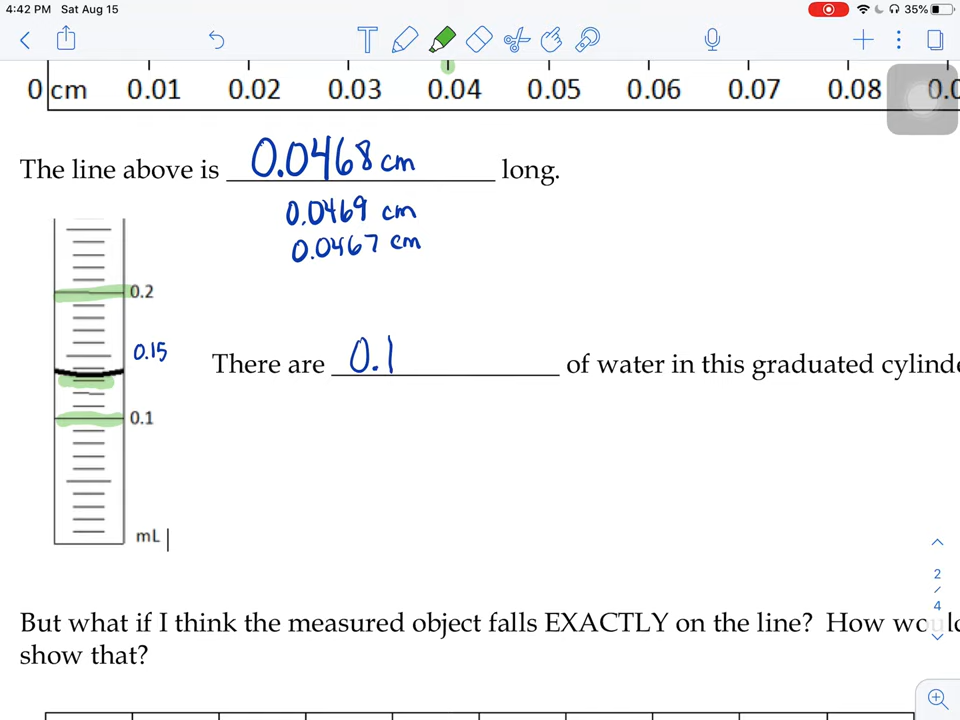 4:42 PM Sat Aug 15
35%
T
0 cm 0.01 0.02 0.03 0.04 0.05 0.06 0.07 0.08 0.0
The line above is 0.0468 cm long.
0.0469 cm
0.0467 cm
0.2
0.15
There are 0.1 of water in this graduated cylinde
0.1
mL
2
/
4
But what if I think the measured object falls EXACTLY on the line? How would
show that?